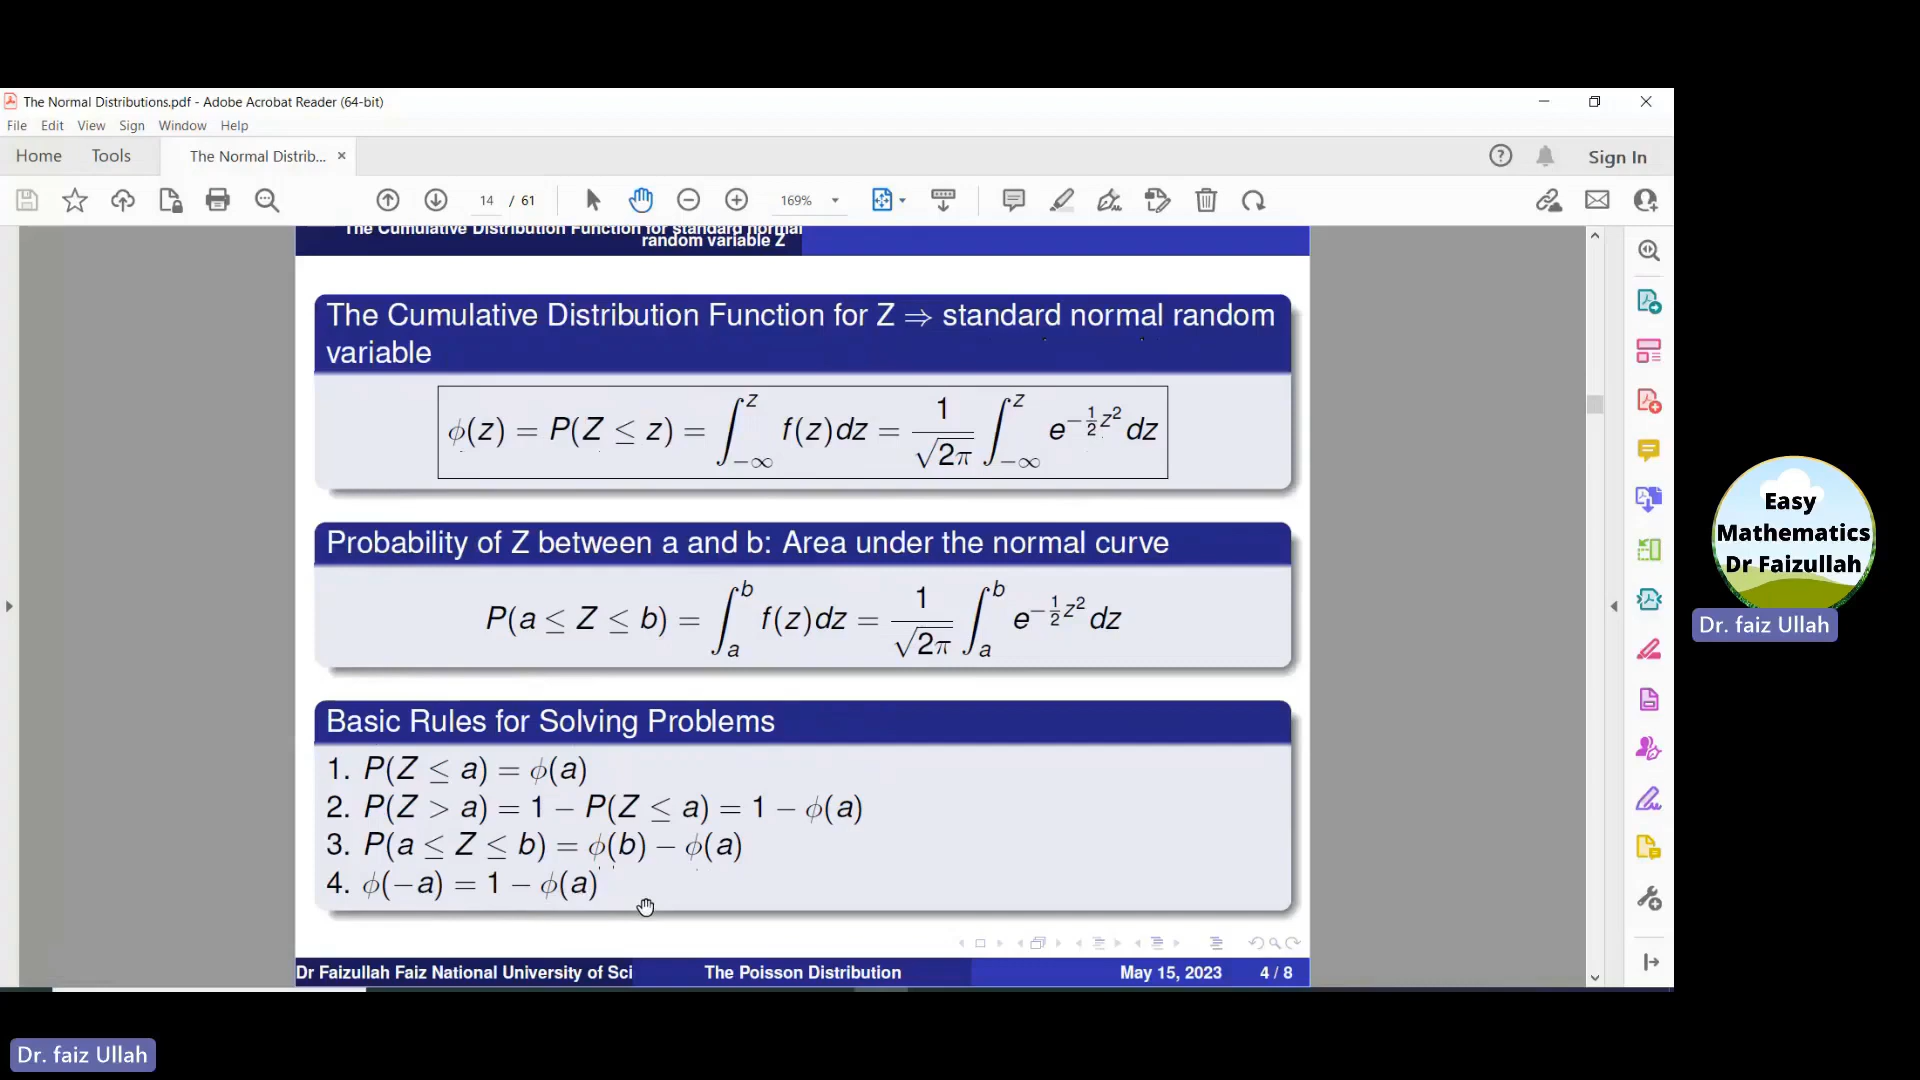 The Normal Distributions.pdf - Adobe Acrobat Reader (64-bit)
File Edit View Sign Window Help
Home Tools The Normal Distrib... ×
Sign In
14 / 61
169%
The Cumulative Distribution Function for standard normal
random variable Z
The Cumulative Distribution Function for Z ⇒ standard normal random
variable
ϕ(z) = P(Z ≤ z) = ∫_{−∞}^{z} f(z)dz = 1/√2π ∫_{−∞}^{z} e^{−½z²} dz
Probability of Z between a and b: Area under the normal curve
P(a ≤ Z ≤ b) = ∫_{a}^{b} f(z)dz = 1/√2π ∫_{a}^{b} e^{−½z²} dz
Basic Rules for Solving Problems
1. P(Z ≤ a) = ϕ(a)
2. P(Z > a) = 1 − P(Z ≤ a) = 1 − ϕ(a)
3. P(a ≤ Z ≤ b) = ϕ(b) − ϕ(a)
4. ϕ(−a) = 1 − ϕ(a)
Dr Faizullah Faiz National University of Sci The Poisson Distribution May 15, 2023 4 / 8
Easy
Mathematics
Dr Faizullah
Dr. faiz Ullah
Dr. faiz Ullah